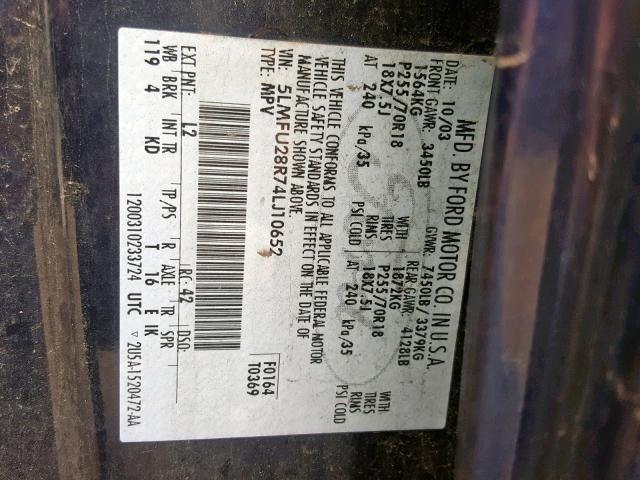 MFD. BY FORD MOTOR CO. IN U.S.A.
DATE: 10/03 GVWR: 7450LB / 3379KG
FRONT GAWR: 3450LB REAR GAWR: 4128LB
1564KG WITH 1872KG WITH
P255/70R18 TIRES P255/70R18 TIRES
18X7.5J RIMS 18X7.5J RIMS
AT 240 kPa/35 PSI COLD AT 240 kPa/35 PSI COLD
THIS VEHICLE CONFORMS TO ALL APPLICABLE FEDERAL MOTOR
VEHICLE SAFETY STANDARDS IN EFFECT ON THE DATE OF
MANUFACTURE SHOWN ABOVE.
VIN: 5LMFU28R74LJ10652 F0164
TYPE: MPV T0369
EXT PNT: L2 RC: 42 DSO:
WB BRK INT TR TP/PS R AXLE TR SPR
119 4 KD T 16 E IK
1200310233724 UTC ▽ 2U5A-1520472-AA